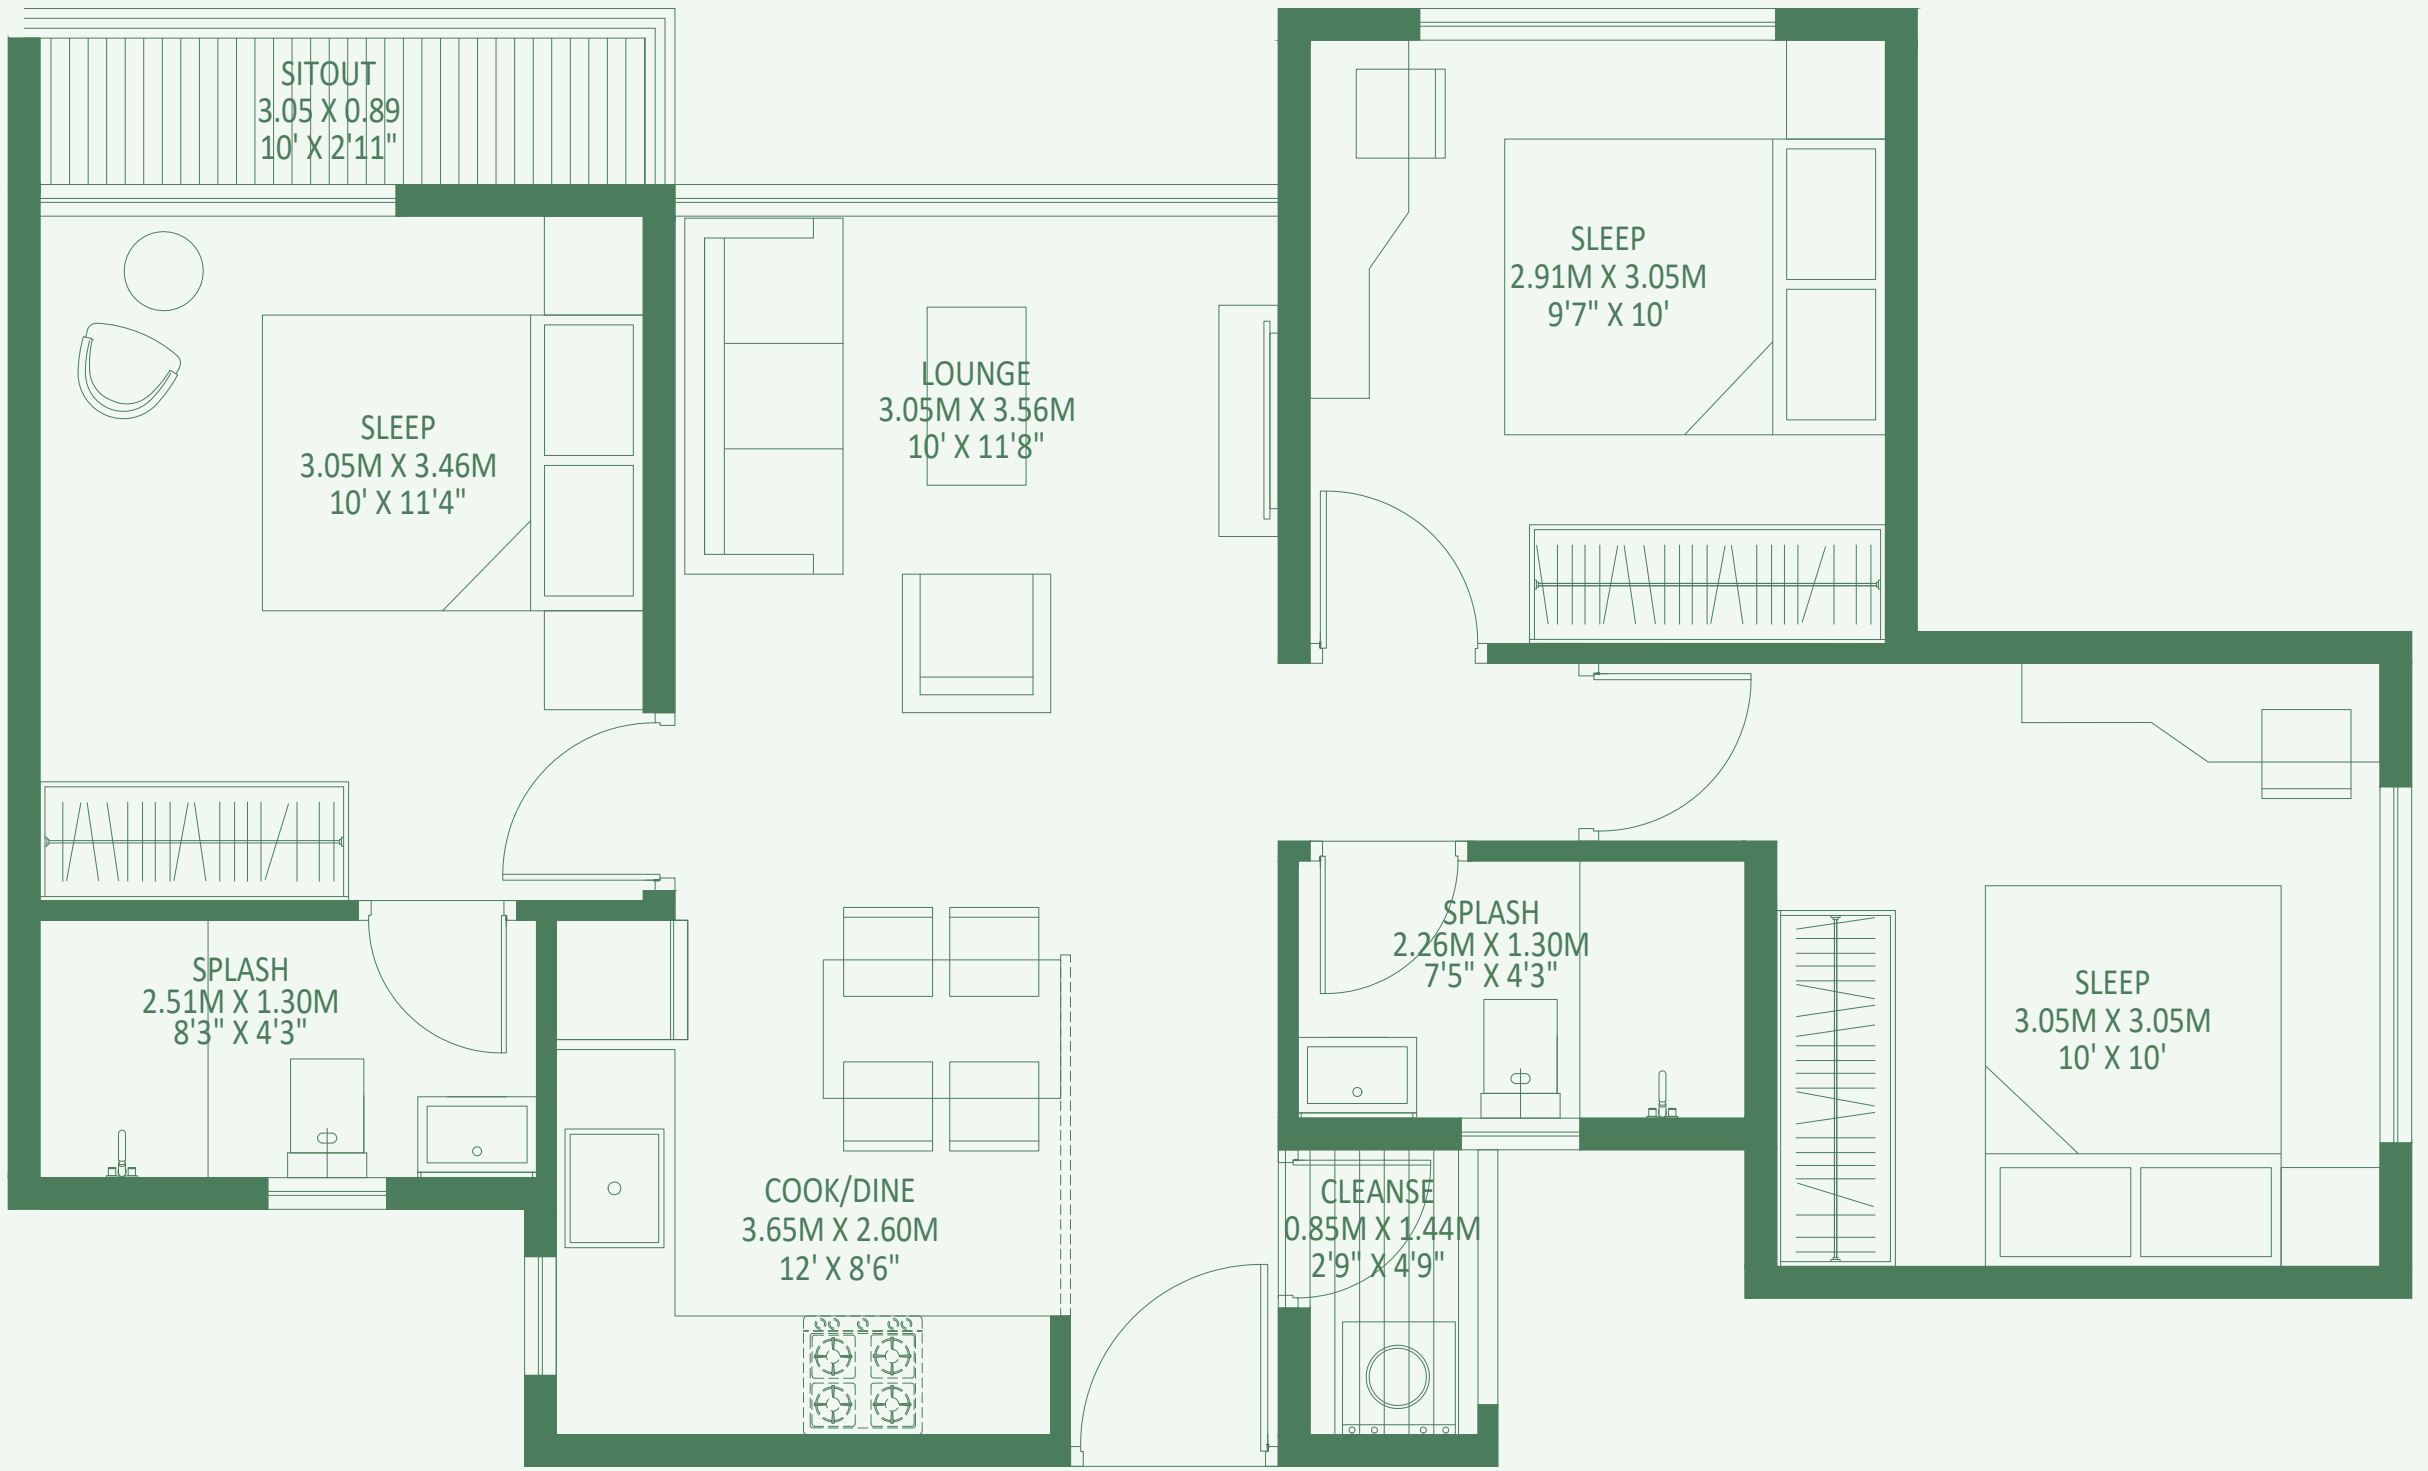 SITOUT
3.05 X 0.89
10' X 2'11"
SLEEP
2.91M X 3.05M
9'7" X 10'
LOUNGE
3.05M X 3.56M
10' X 11'8"
SLEEP
3.05M X 3.46M
10' X 11'4"
SPLASH
2.26M X 1.30M
7'5" X 4'3"
SPLASH
2.51M X 1.30M
8'3" X 4'3"
SLEEP
3.05M X 3.05M
10' X 10'
COOK/DINE
3.65M X 2.60M
12' X 8'6"
CLEANSE
0.85M X 1.44M
2'9" X 4'9"